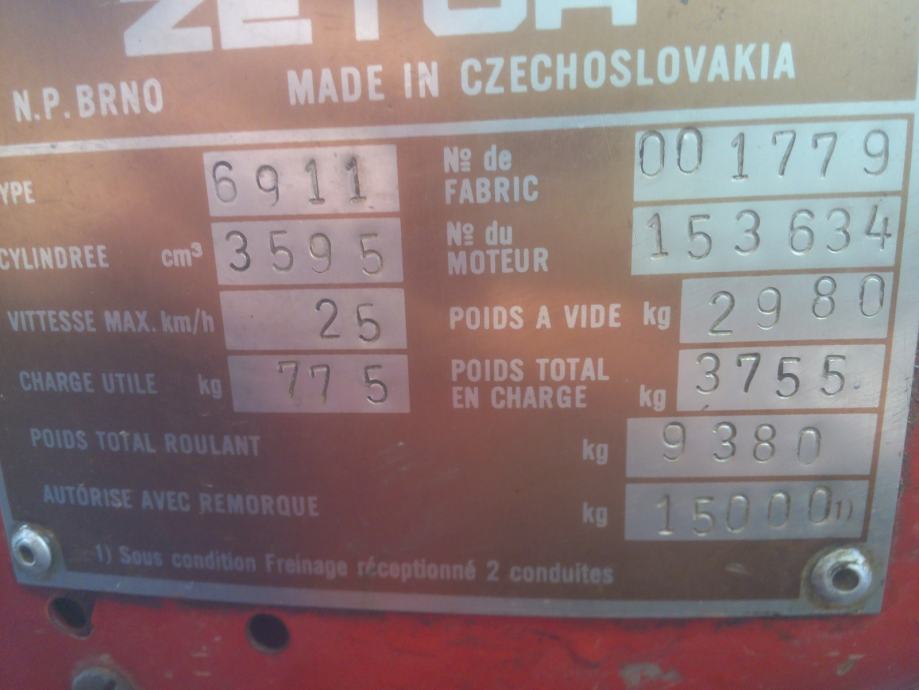 ZETOR
N.P. BRNO MADE IN CZECHOSLOVAKIA
YPE 6911
CYLINDREE cm³ 3595
VITTESSE MAX. km/h 25
CHARGE UTILE kg 775
Nº de FABRIC 001779
Nº du MOTEUR 153634
POIDS A VIDE kg 2980
POIDS TOTAL
EN CHARGE kg 3755
POIDS TOTAL ROULANT kg 9380
AUTORISE AVEC REMORQUE kg 15000 1)
1) Sous condition Freinage réceptionné 2 conduites